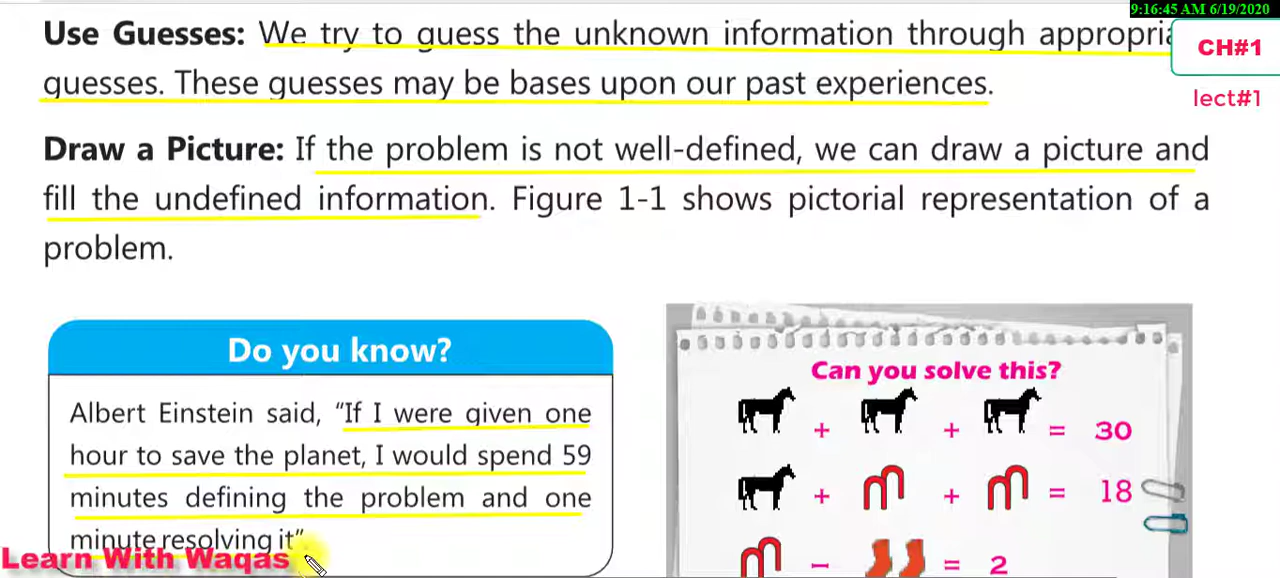 9:16:45 AM 6/19/2020
Use Guesses: We try to guess the unknown information through
CH#1
guesses. These guesses may be bases upon our past experiences.
lect#1
Draw a Picture: If the problem is not well-defined, we can draw a picture and
fill the undefined information. Figure 1-1 shows pictorial representation of a
problem.
Do you know?
Albert Einstein said, “If I were given one
hour to save the planet, I would spend 59
minutes defining the problem and one
minute resolving it”
Can you solve this?
+ + = 30
+ + = 18
- = 2
Learn With Waqas